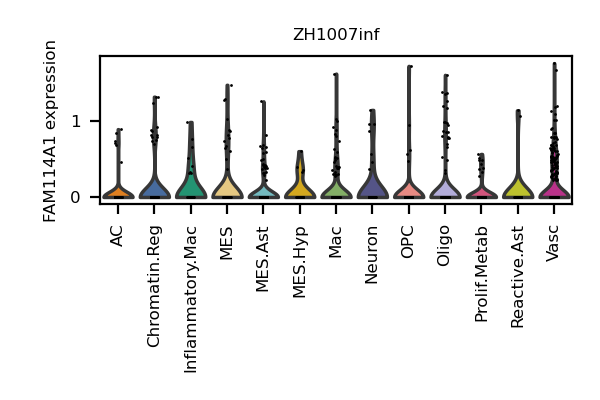 ZH1007inf
FAM114A1 expression
1
0
AC
Chromatin.Reg
Inflammatory.Mac
MES
MES.Ast
MES.Hyp
Mac
Neuron
OPC
Oligo
Prolif.Metab
Reactive.Ast
Vasc